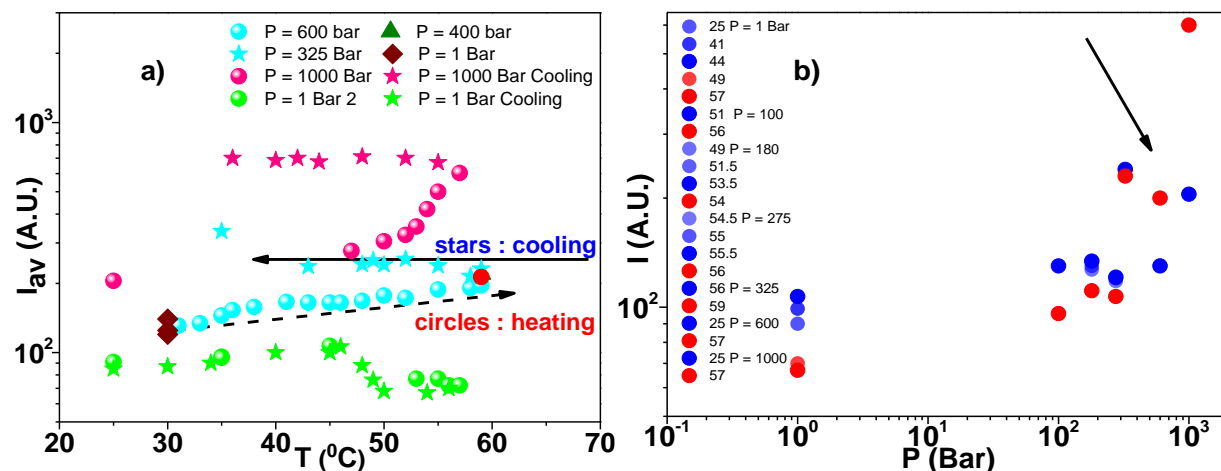 P = 600 bar
P = 400 bar
P = 325 Bar
P = 1 Bar
P = 1000 Bar
P = 1000 Bar Cooling
P = 1 Bar 2
P = 1 Bar Cooling
a)
10³
10²
I_av (A.U.)
stars : cooling
circles : heating
20 30 40 50 60 70
T (⁰C)
b)
25 P = 1 Bar
41
44
49
57
51 P = 100
56
49 P = 180
51.5
53.5
54
54.5 P = 275
55
55.5
56
56 P = 325
59
25 P = 600
57
25 P = 1000
57
I (A.U.)
10²
10⁻¹ 10⁰ 10¹ 10² 10³
P (Bar)